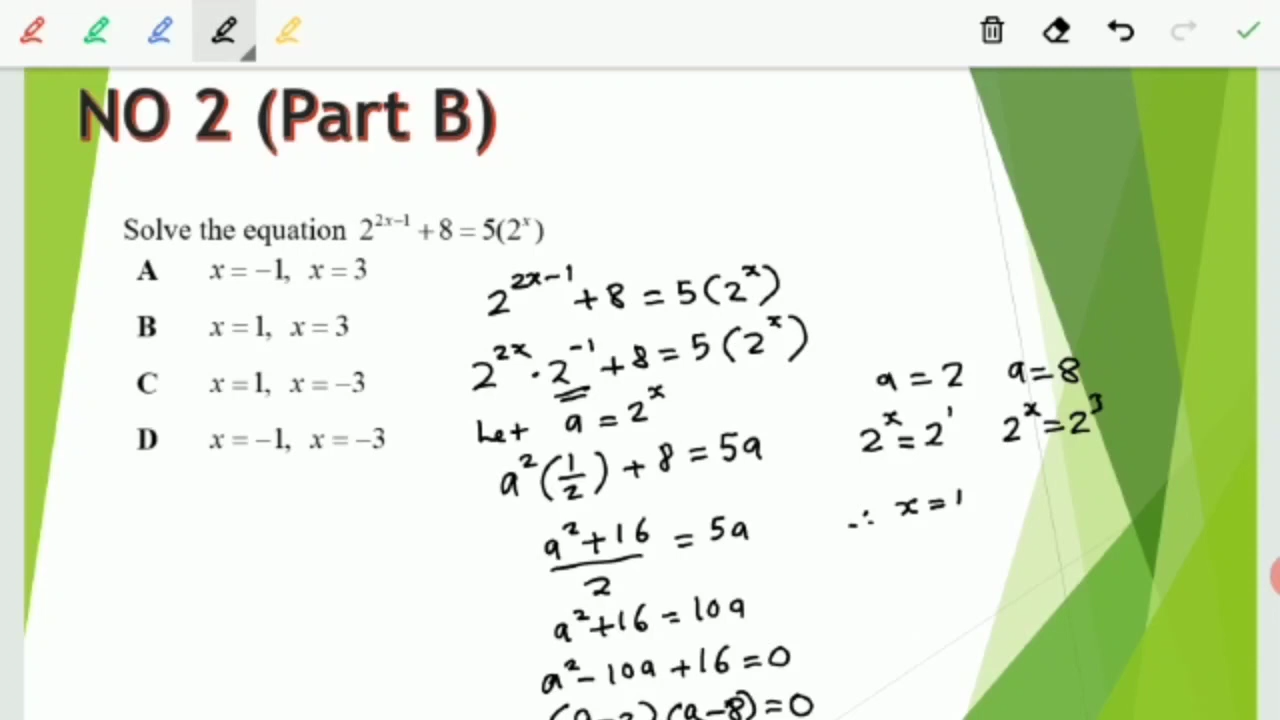 NO 2 (Part B)
Solve the equation 2^{2x–1} + 8 = 5(2^x)
A x = –1, x = 3
B x = 1, x = 3
C x = 1, x = –3
D x = –1, x = –3
2^{2x-1} + 8 = 5(2^x)
2^{2x} · 2^{-1} + 8 = 5(2^x)
Let a = 2^x
a^2(1/2) + 8 = 5a
(a^2 + 16)/2 = 5a
a^2 + 16 = 10a
a^2 - 10a + 16 = 0
(a-2)(a-8) = 0
a = 2 a = 8
2^x = 2^1 2^x = 2^3
∴ x = 1